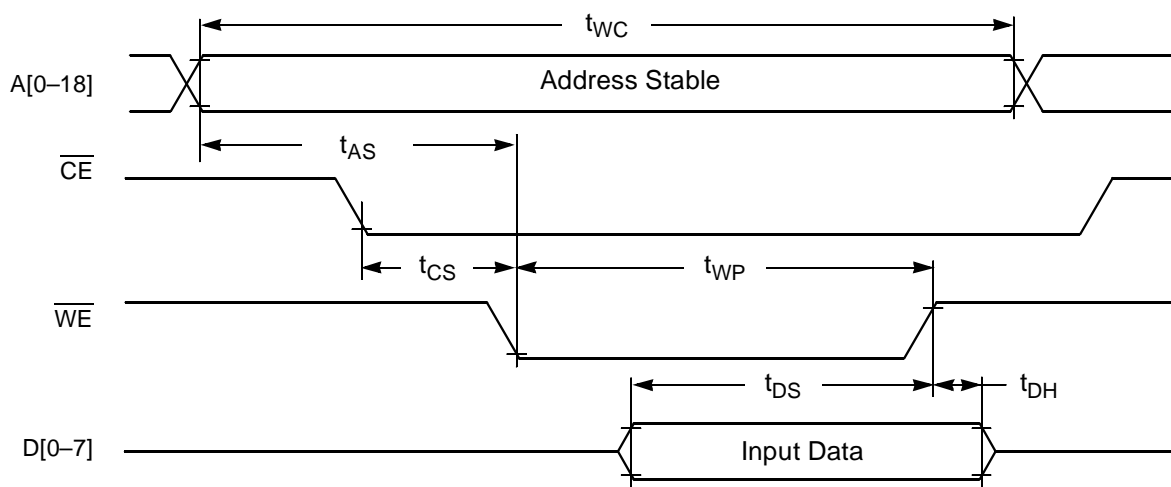 tWC
A[0–18]
Address Stable
tAS
CE
tCS
tWP
WE
tDS
tDH
D[0–7]
Input Data